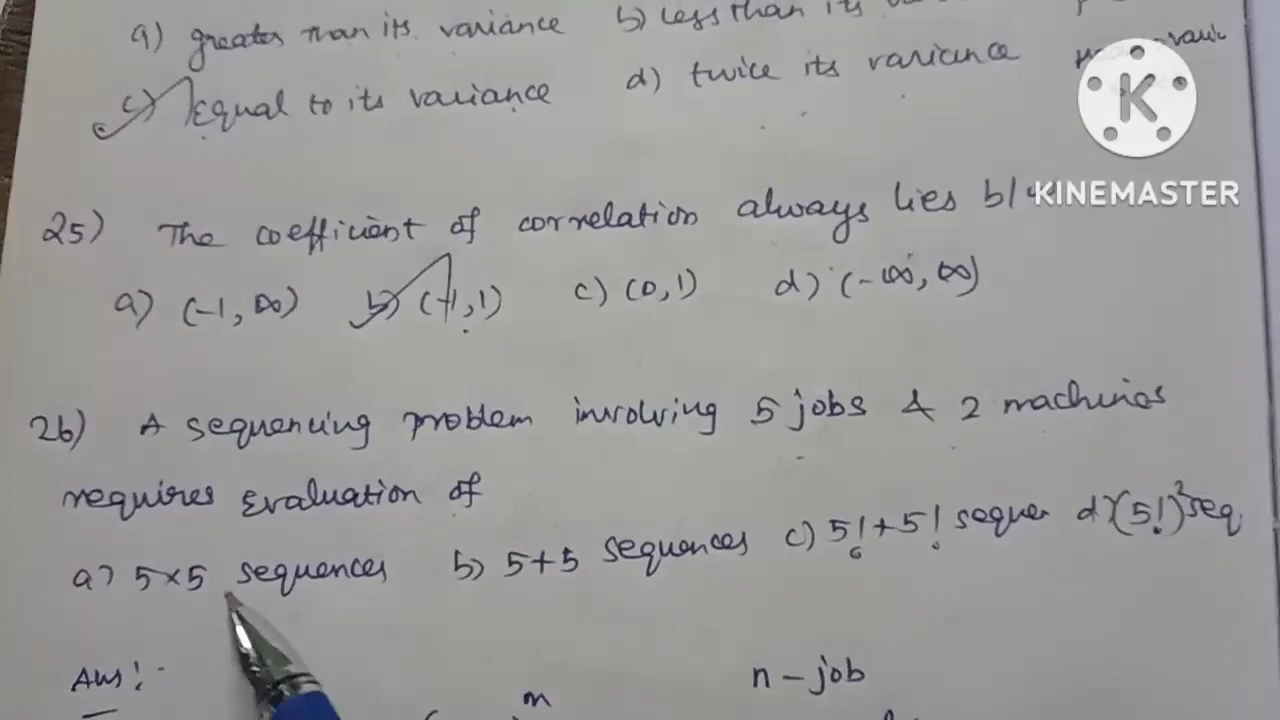 a) greater than its variance b) less than its
c) equal to its variance d) twice its variance
K
KINEMASTER
25) The coefficient of correlation always lies b/w
a) (-1, ∞) b) (-1, 1) c) (0, 1) d) (-∞, ∞)
26) A sequencing problem involving 5 jobs & 2 machines
requires evaluation of
a) 5×5 sequences b) 5+5 sequences c) 5!+5! sequen d) (5!)² seq
Ans:-
m n - job